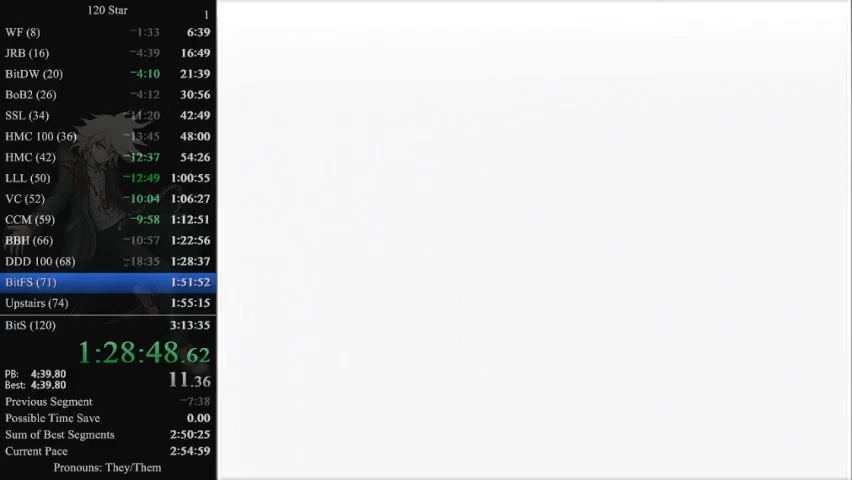 120 Star
1
WF (8) −1:33 6:39
JRB (16) −4:39 16:49
BitDW (20) −4:10 21:39
BoB2 (26) −4:12 30:56
SSL (34) −11:20 42:49
HMC 100 (36) −13:45 48:00
HMC (42) −12:37 54:26
LLL (50) −12:49 1:00:55
VC (52) −10:04 1:06:27
CCM (59) −9:58 1:12:51
BBH (66) −10:57 1:22:56
DDD 100 (68) −18:35 1:28:37
BitFS (71) 1:51:52
Upstairs (74) 1:55:15
BitS (120) 3:13:35
1:28:48.62
PB: 4:39.80
Best: 4:39.80
11.36
Previous Segment −7:38
Possible Time Save 0.00
Sum of Best Segments 2:50:25
Current Pace 2:54:59
Pronouns: They/Them